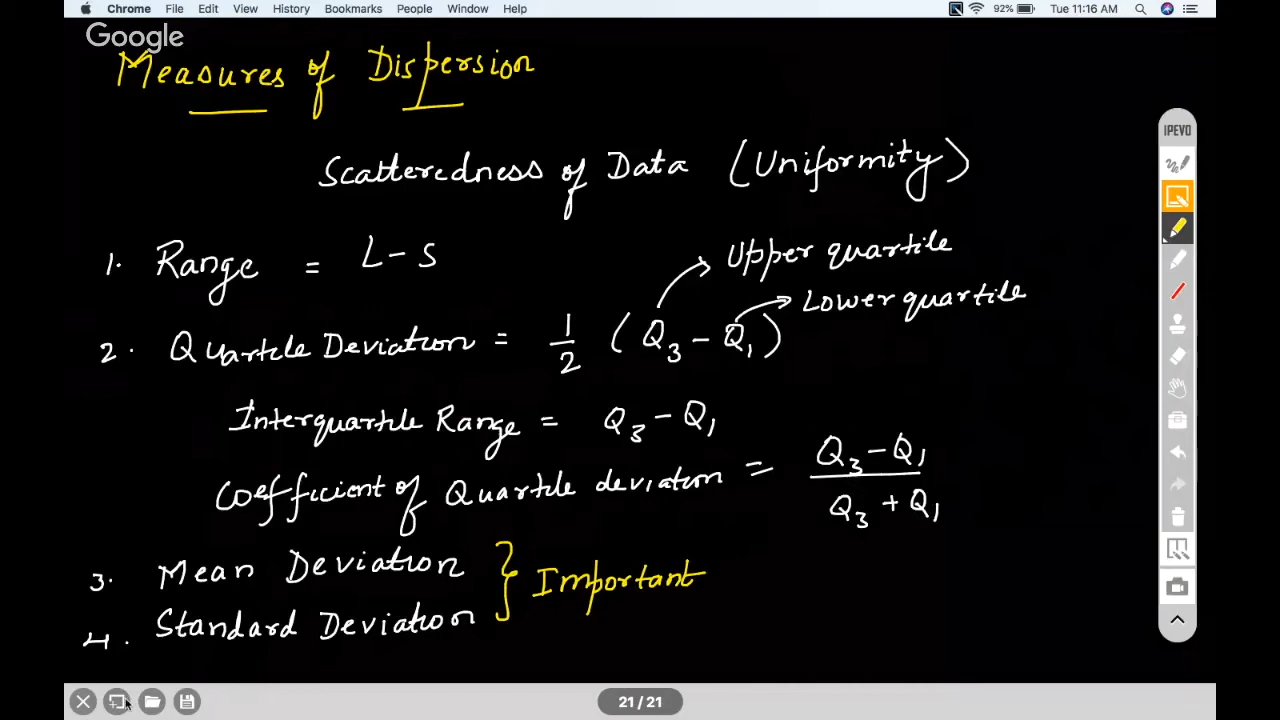 Chrome File Edit View History Bookmarks People Window Help 92% Tue 11:16 AM
Google
Measures of Dispersion
IPEVO
Scatteredness of Data (Uniformity)
1. Range = L - S
Upper quartile
Lower quartile
2. Quartile Deviation = 1/2 (Q3 - Q1)
Interquartile Range = Q3 - Q1
Coefficient of Quartile deviation = Q3 - Q1 / Q3 + Q1
3. Mean Deviation
} Important
4. Standard Deviation
21 / 21